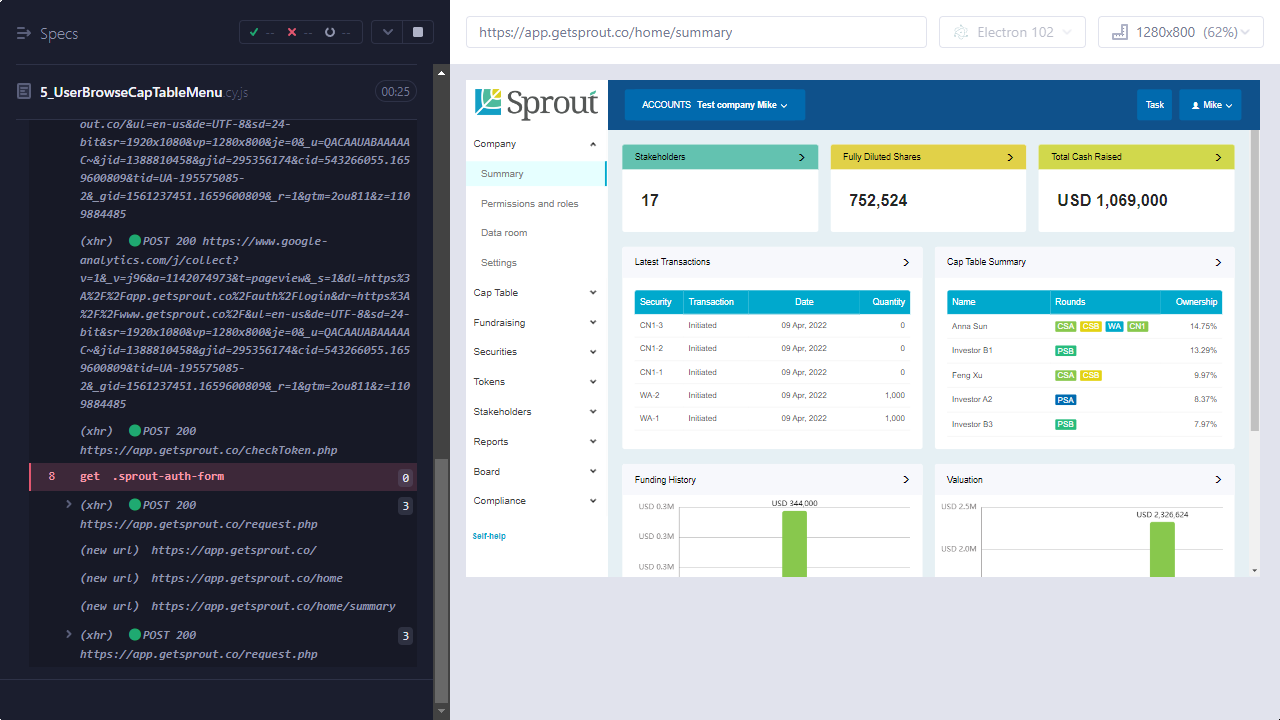 Specs
-- -- --
5_UserBrowseCapTableMenu.cy.js
00:25
out.co/&ul=en-us&de=UTF-8&sd=24-
bit&sr=1920x1080&vp=1280x800&je=0&_u=QACAAUABAAAAA
C~&jid=1388810458&gjid=295356174&cid=543266055.165
9600809&tid=UA-195575085-
2&_gid=1561237451.1659600809&_r=1&gtm=2ou811&z=110
9884485
(xhr) POST 200 https://www.google-
analytics.com/j/collect?
v=1&_v=j96&a=1142074973&t=pageview&_s=1&dl=https%3
A%2F%2Fapp.getsprout.co%2Fauth%2Flogin&dr=https%3A
%2F%2Fwww.getsprout.co%2F&ul=en-us&de=UTF-8&sd=24-
bit&sr=1920x1080&vp=1280x800&je=0&_u=QACAAUABAAAAA
C~&jid=1388810458&gjid=295356174&cid=543266055.165
9600809&tid=UA-195575085-
2&_gid=1561237451.1659600809&_r=1&gtm=2ou811&z=110
9884485
(xhr) POST 200
https://app.getsprout.co/checkToken.php
8 get .sprout-auth-form 0
(xhr) POST 200 3
https://app.getsprout.co/request.php
(new url) https://app.getsprout.co/
(new url) https://app.getsprout.co/home
(new url) https://app.getsprout.co/home/summary
(xhr) POST 200 3
https://app.getsprout.co/request.php
https://app.getsprout.co/home/summary
Electron 102
1280x800 (62%)
Sprout
ACCOUNTS Test company Mike
Task
Mike
Company
Summary
Permissions and roles
Data room
Settings
Cap Table
Fundraising
Securities
Tokens
Stakeholders
Reports
Board
Compliance
Self-help
Stakeholders
17
Fully Diluted Shares
752,524
Total Cash Raised
USD 1,069,000
Latest Transactions
Security Transaction Date Quantity
CN1-3 Initiated 09 Apr, 2022 0
CN1-2 Initiated 09 Apr, 2022 0
CN1-1 Initiated 09 Apr, 2022 0
WA-2 Initiated 09 Apr, 2022 1,000
WA-1 Initiated 09 Apr, 2022 1,000
Cap Table Summary
Name Rounds Ownership
Anna Sun CSA CSB WA CN1 14.75%
Investor B1 PSB 13.29%
Feng Xu CSA CSB 9.97%
Investor A2 PSA 8.37%
Investor B3 PSB 7.97%
Funding History
USD 344,000
USD 0.3M
USD 0.3M
USD 0.3M
Valuation
USD 2.5M
USD 2,326,624
USD 2.0M